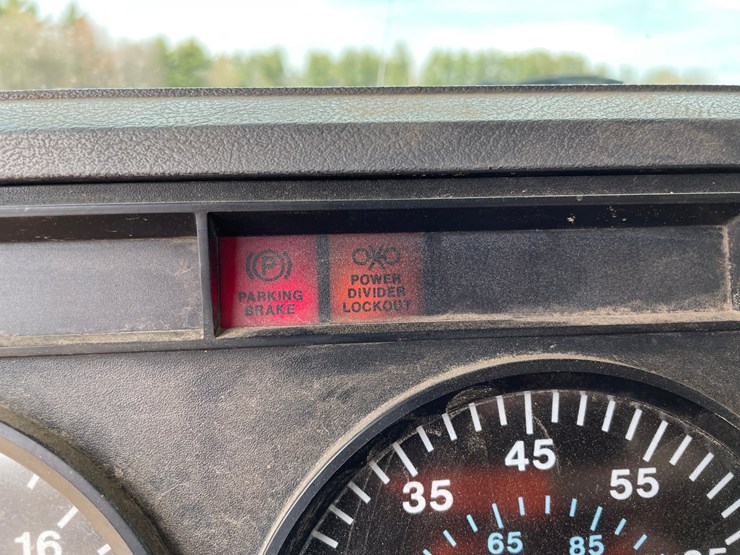 P
PARKING
BRAKE
POWER
DIVIDER
LOCKOUT
35 45 55
65 85
16